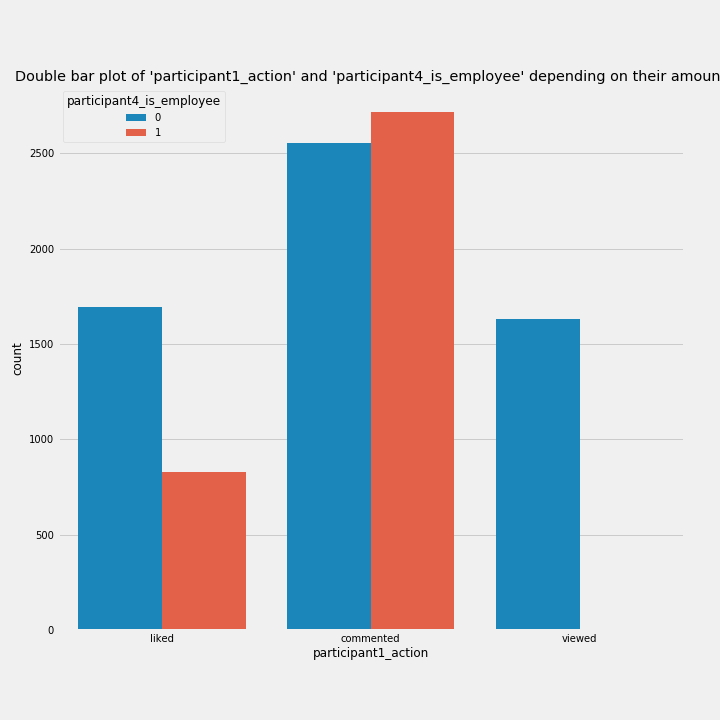 Double bar plot of 'participant1_action' and 'participant4_is_employee' depending on their amoun
participant4_is_employee
0
1
2500
2000
1500
1000
500
0
count
liked
commented
viewed
participant1_action